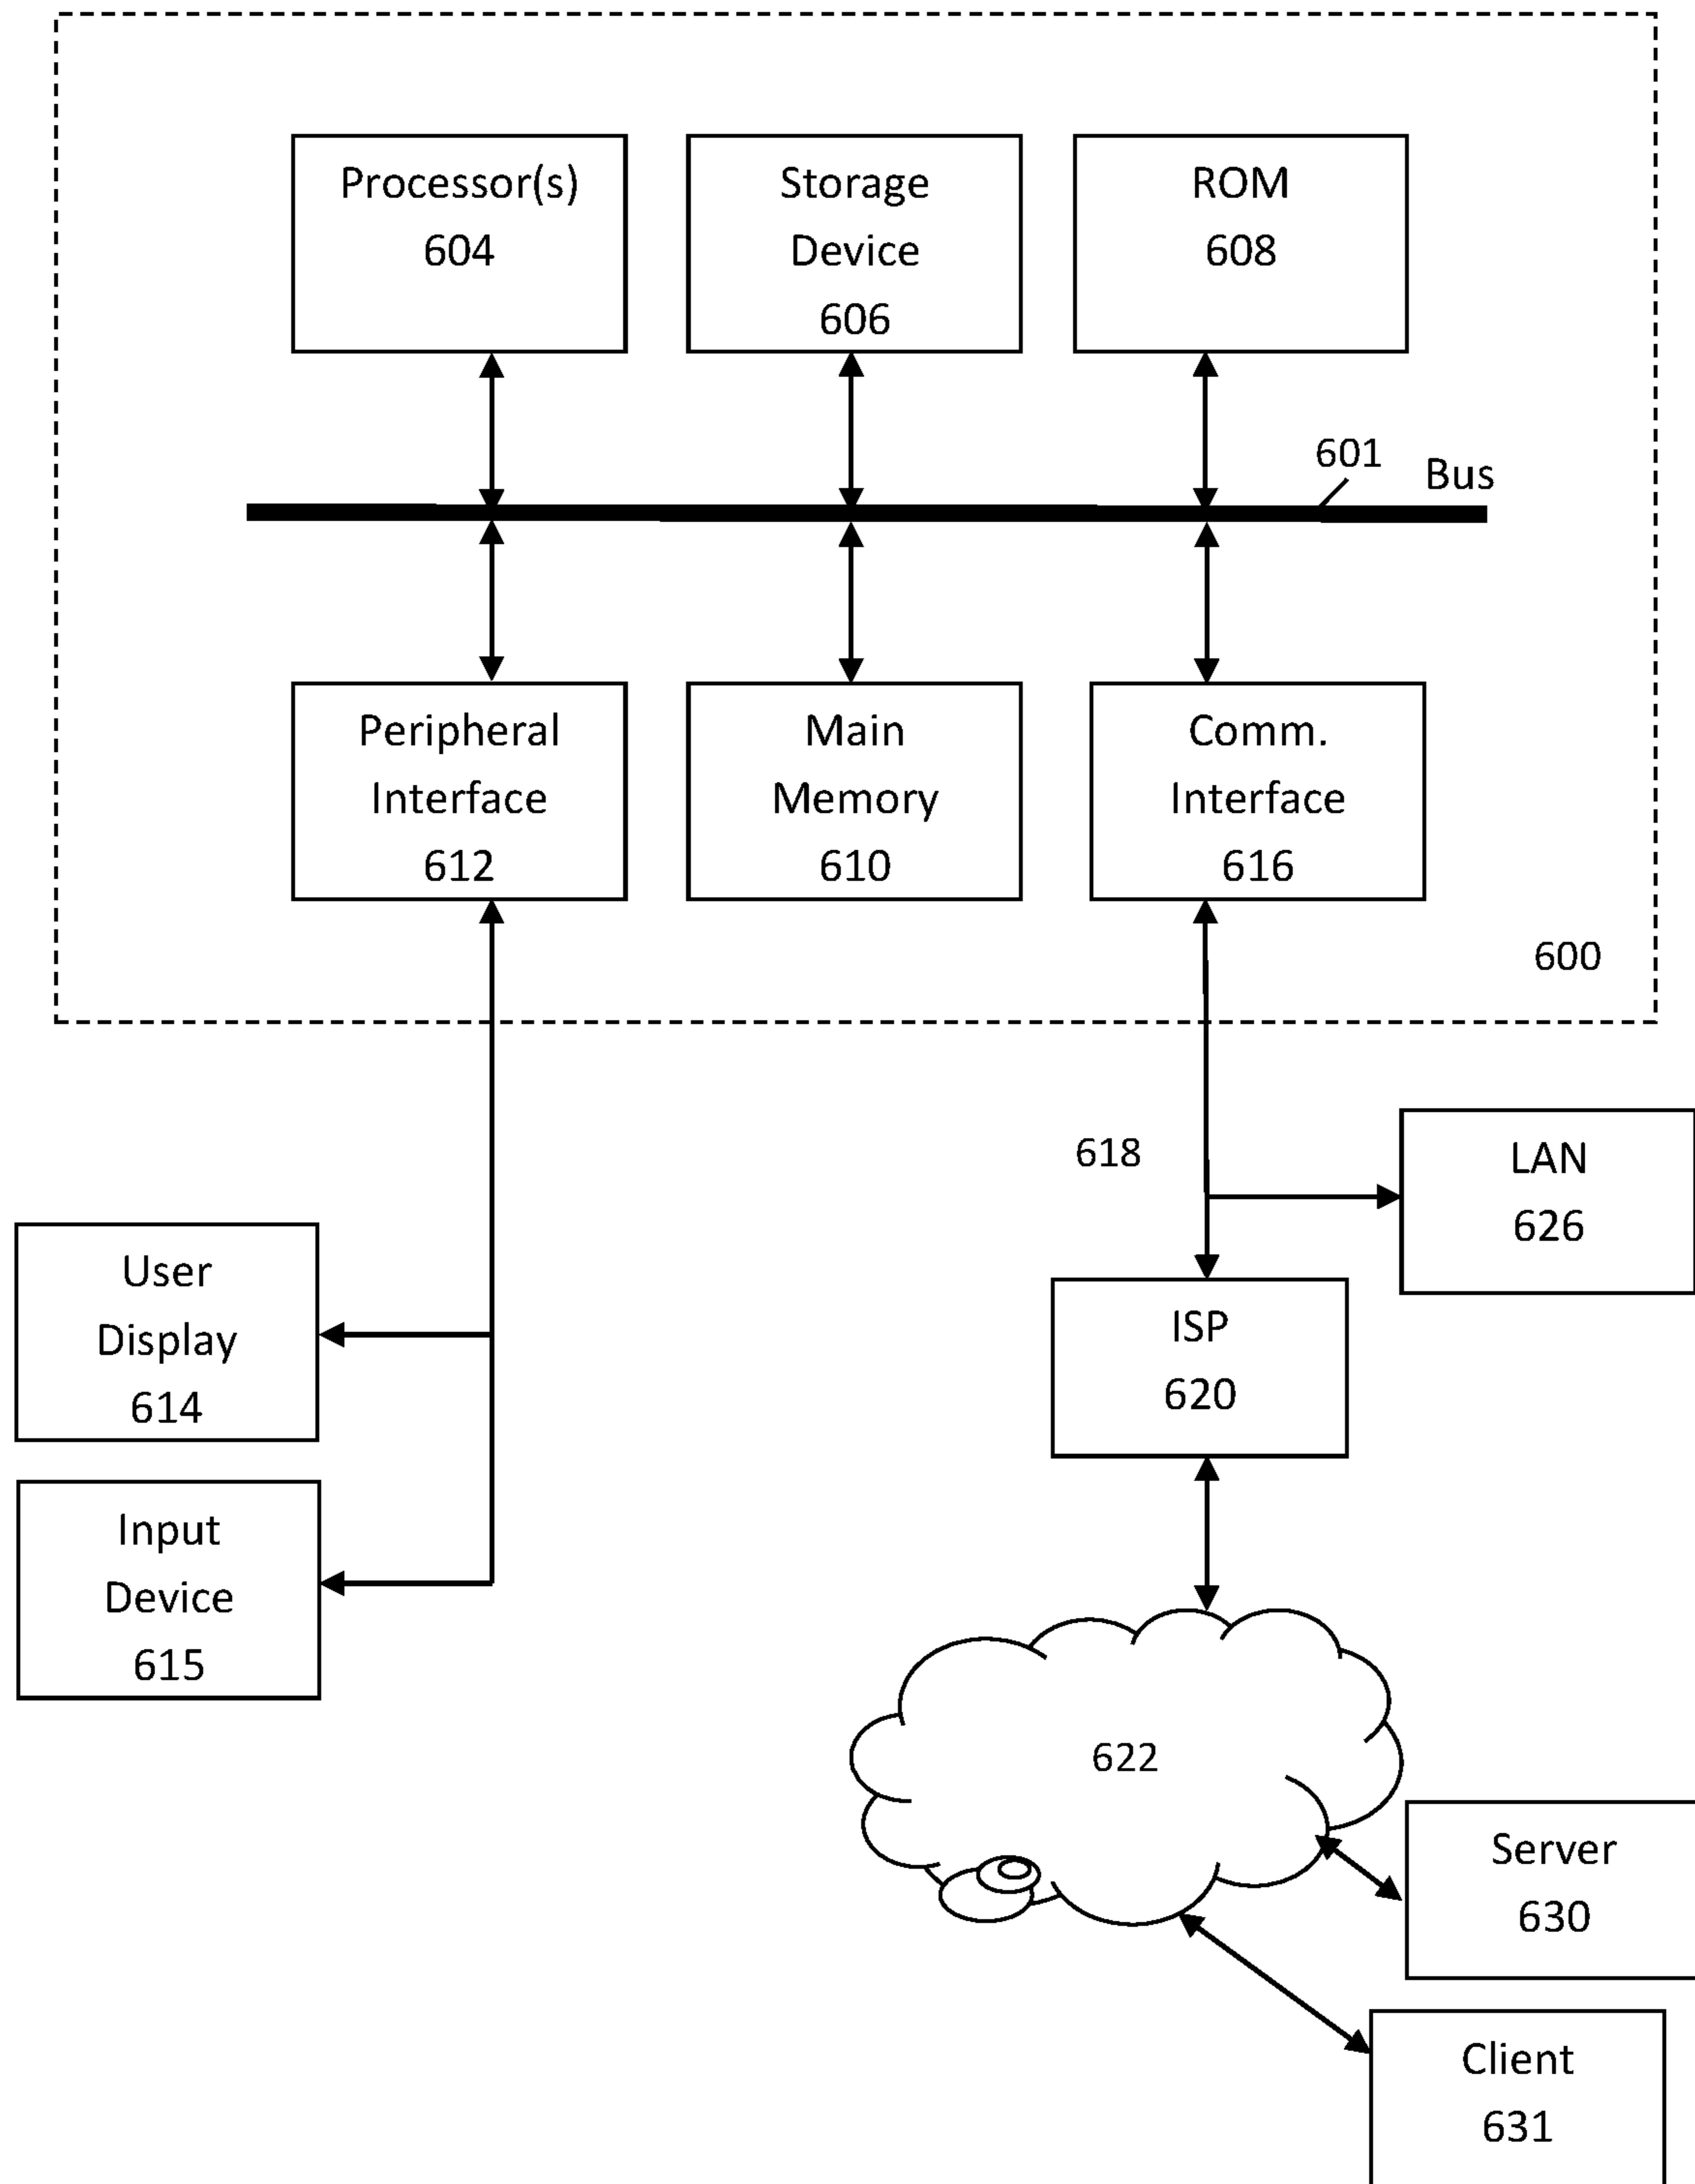 Processor(s)
604
Storage
Device
606
ROM
608
601
Bus
Peripheral
Interface
612
Main
Memory
610
Comm.
Interface
616
600
618
LAN
626
User
Display
614
ISP
620
Input
Device
615
622
Server
630
Client
631